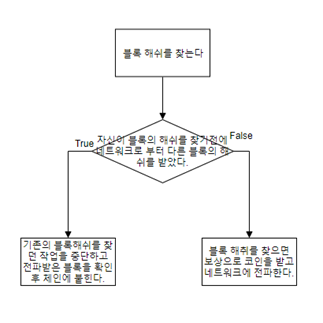 블록 해쉬를 찾는다
자신이 블록의 해쉬를 찾기전에
True
False
네트워크로 부터 다른 블록의 해
쉬를 받았다.
기존의 블록해쉬를 찾
던 작업을 중단하고
전파받은 블록을 확인
후 체인에 붙힌다.
블록 해쥐를 찾으면
보상으로 코인을 받고
네트워크에 전파한다.